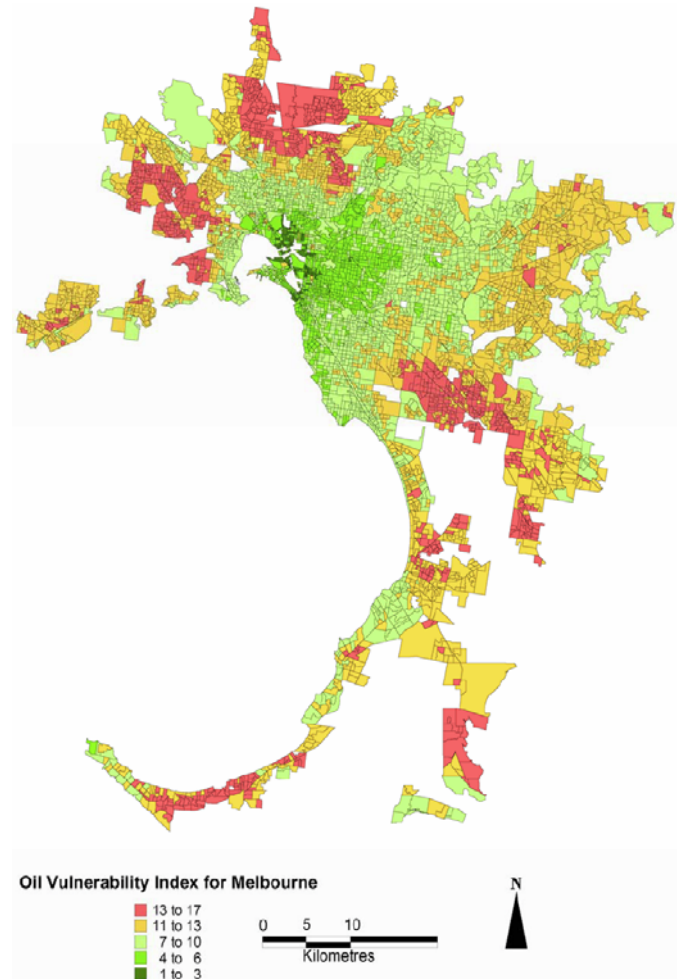 Oil Vulnerability Index for Melbourne
N
13 to 17
11 to 13
7 to 10
4 to 6
1 to 3
0 5 10
Kilometres